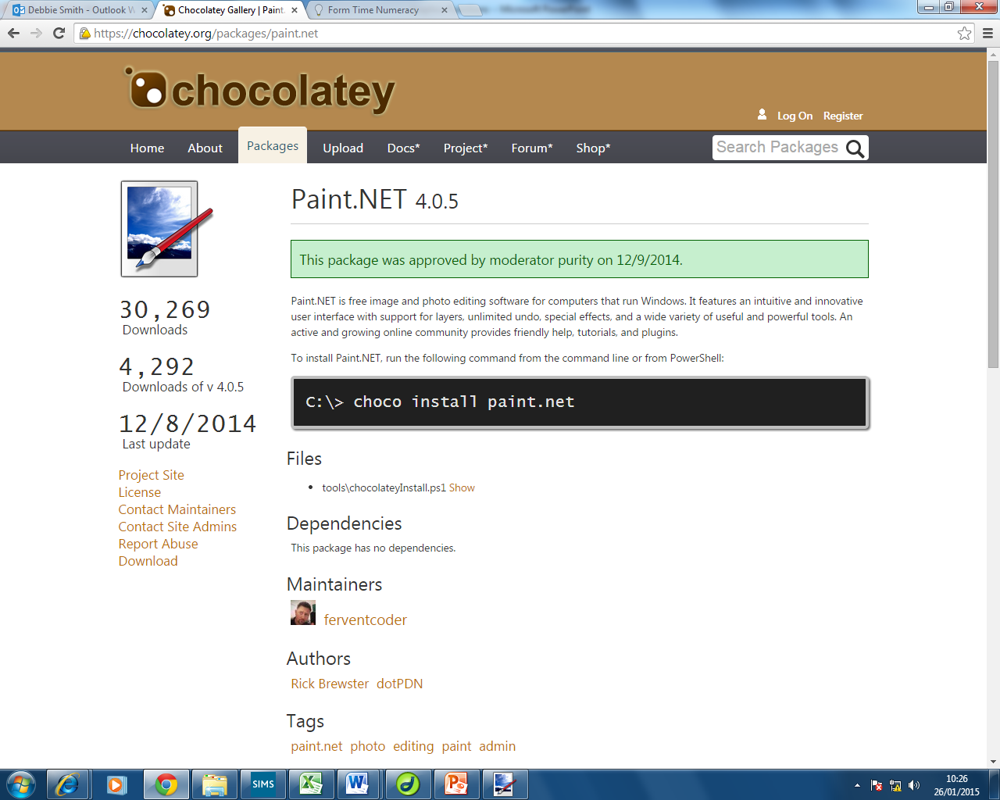 Debbie Smith - Outlook W
Chocolatey Gallery | Paint.
Form Time Numeracy
Microsoft PowerPoint
https://chocolatey.org/packages/paint.net
chocolatey
Log On Register
Home About Packages Upload Docs* Project* Forum* Shop*
Search Packages
Paint.NET 4.0.5
This package was approved by moderator purity on 12/9/2014.
30,269
Downloads
4,292
Downloads of v 4.0.5
12/8/2014
Last update
Project Site
License
Contact Maintainers
Contact Site Admins
Report Abuse
Download
Paint.NET is free image and photo editing software for computers that run Windows. It features an intuitive and innovative
user interface with support for layers, unlimited undo, special effects, and a wide variety of useful and powerful tools. An
active and growing online community provides friendly help, tutorials, and plugins.
To install Paint.NET, run the following command from the command line or from PowerShell:
C:\> choco install paint.net
Files
• tools\chocolateyInstall.ps1 Show
Dependencies
This package has no dependencies.
Maintainers
ferventcoder
Authors
Rick Brewster dotPDN
Tags
paint.net photo editing paint admin
SIMS
10:26
26/01/2015